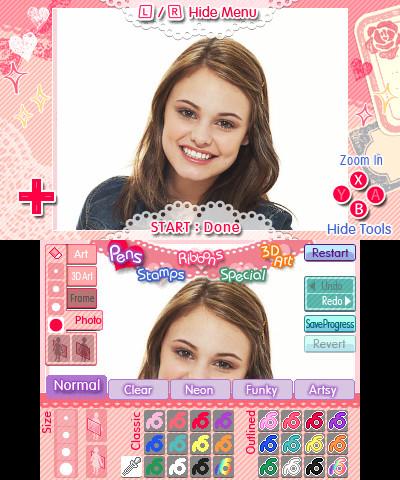 L / R Hide Menu
Zoom In
X
Y A
B
START : Done
Hide Tools
Art
Pens
Ribbons
3D Art
Restart
3D Art
Stamps
Special
Undo
Frame
Redo
Photo
SaveProgress
Revert
Normal
Clear
Neon
Funky
Artsy
Size
Classic
Outlined